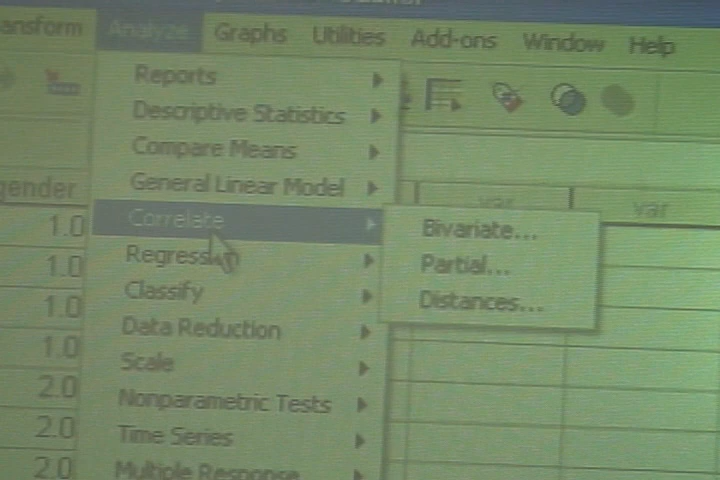 ansform Analyze Graphs Utilities Add-ons Window Help
Reports
Descriptive Statistics
Compare Means
General Linear Model
gender var var
Correlate
1.0
Bivariate...
Regression
1.0
Partial...
Classify
1.0
Distances...
Data Reduction
1.0
Scale
2.0
Nonparametric Tests
2.0
Time Series
2.0
Multiple Response